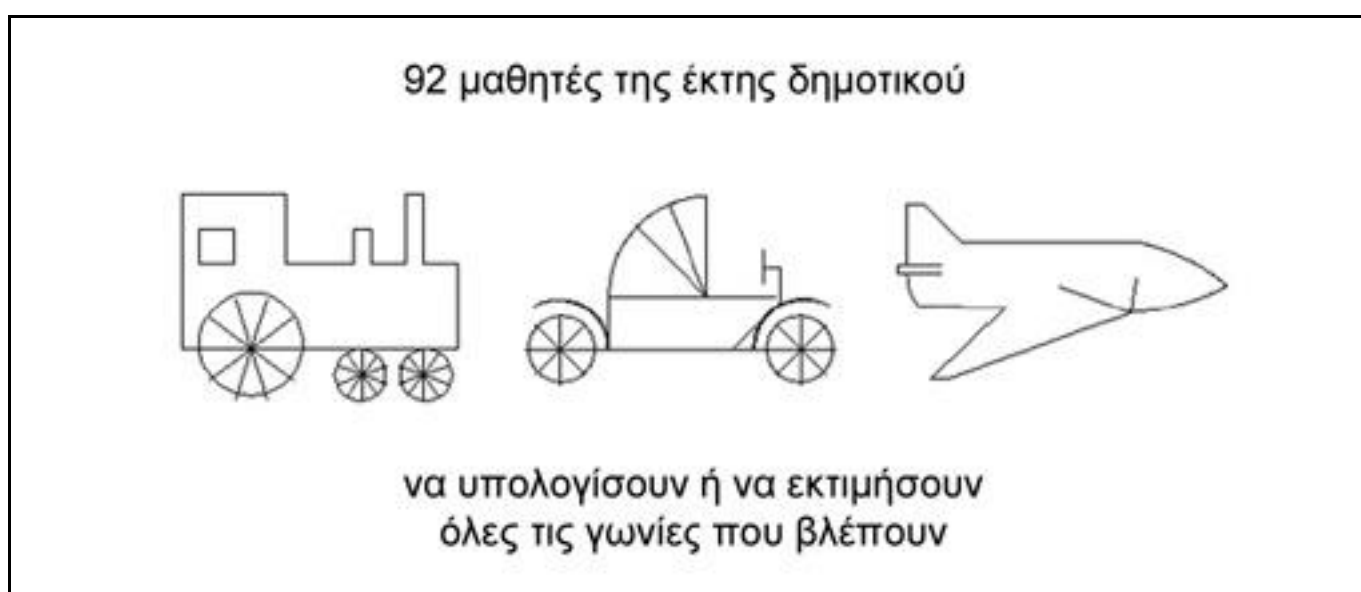 92 μαθητές της έκτης δημοτικού
να υπολογίσουν ή να εκτιμήσουν
όλες τις γωνίες που βλέπουν